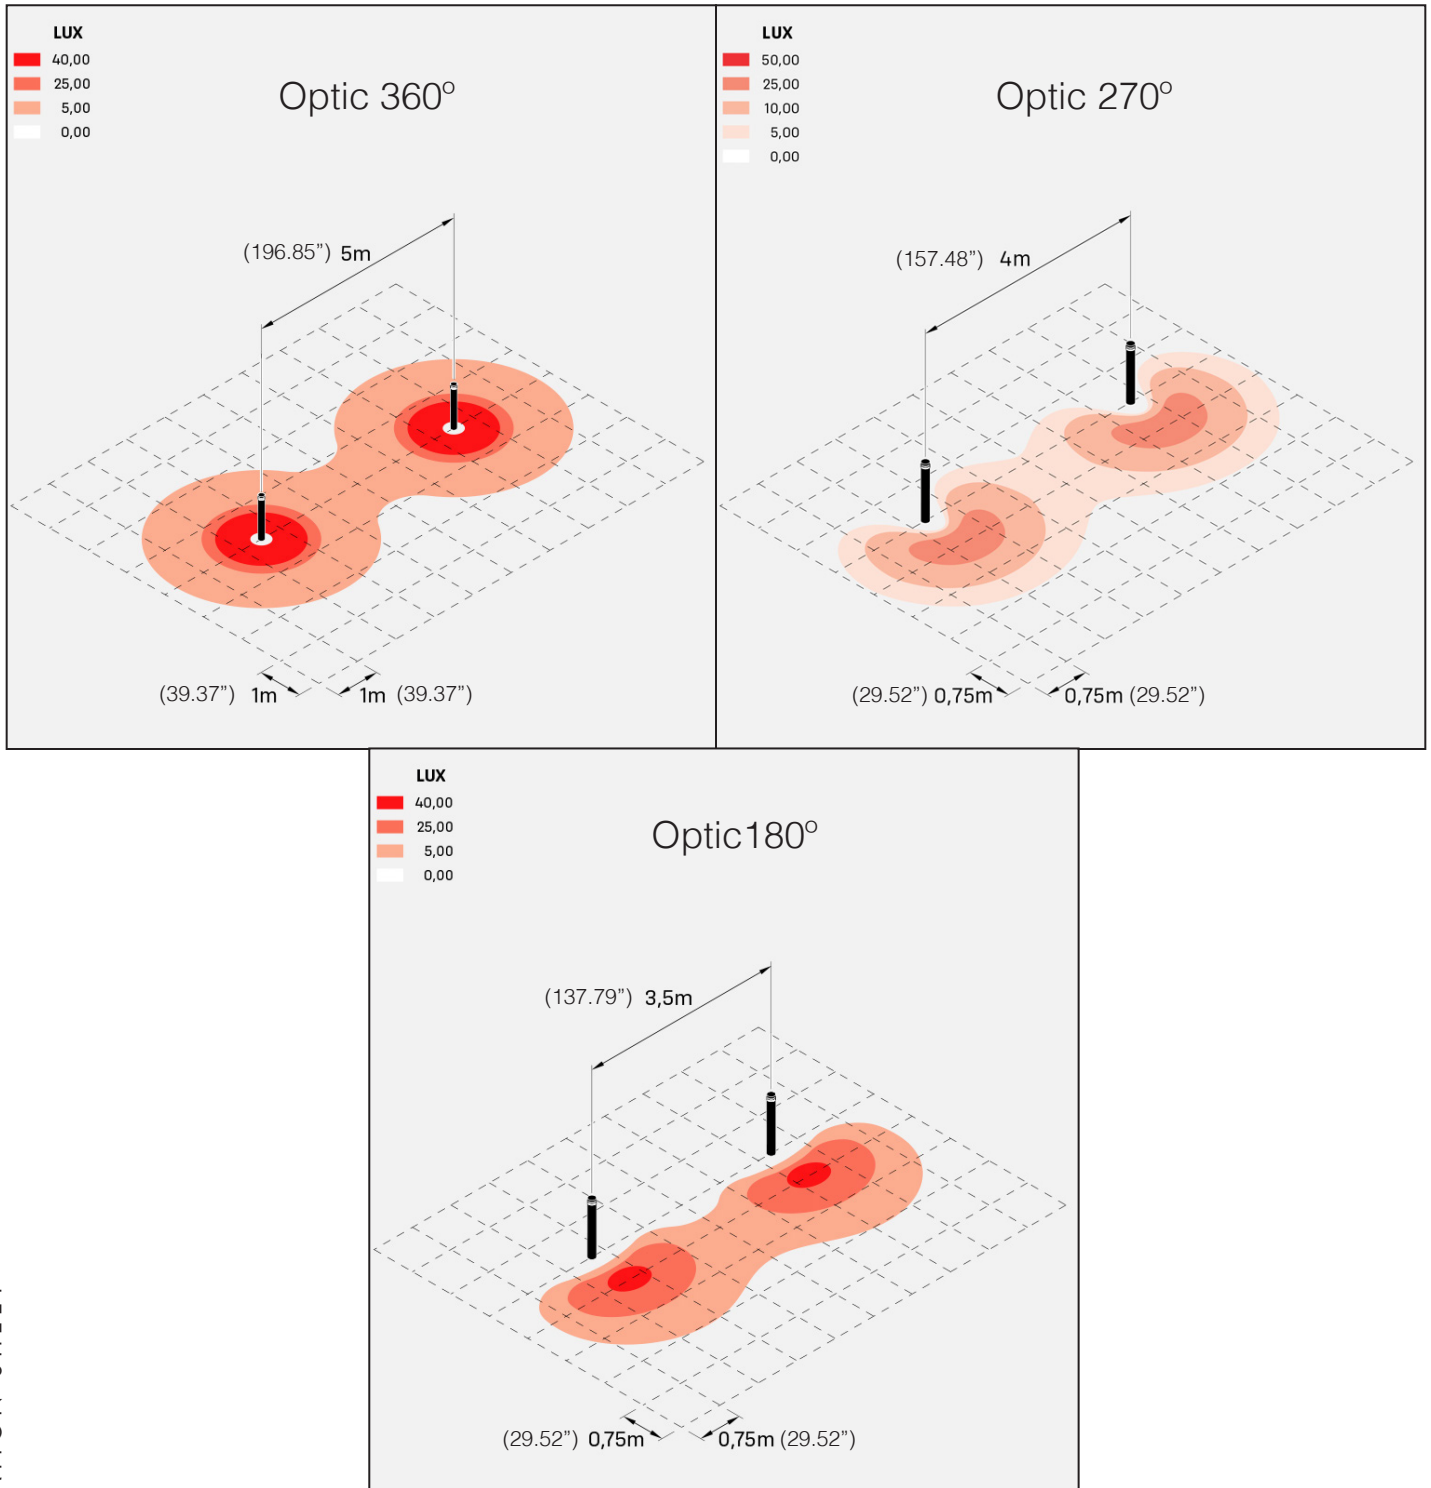 LUX
40,00
25,00
5,00
0,00
Optic 360º
(196.85”) 5m
(39.37”) 1m
1m (39.37”)
LUX
50,00
25,00
10,00
5,00
0,00
Optic 270º
(157.48”) 4m
(29.52”) 0,75m
0,75m (29.52”)
LUX
40,00
25,00
5,00
0,00
Optic180º
(137.79”) 3,5m
(29.52”) 0,75m
0,75m (29.52”)